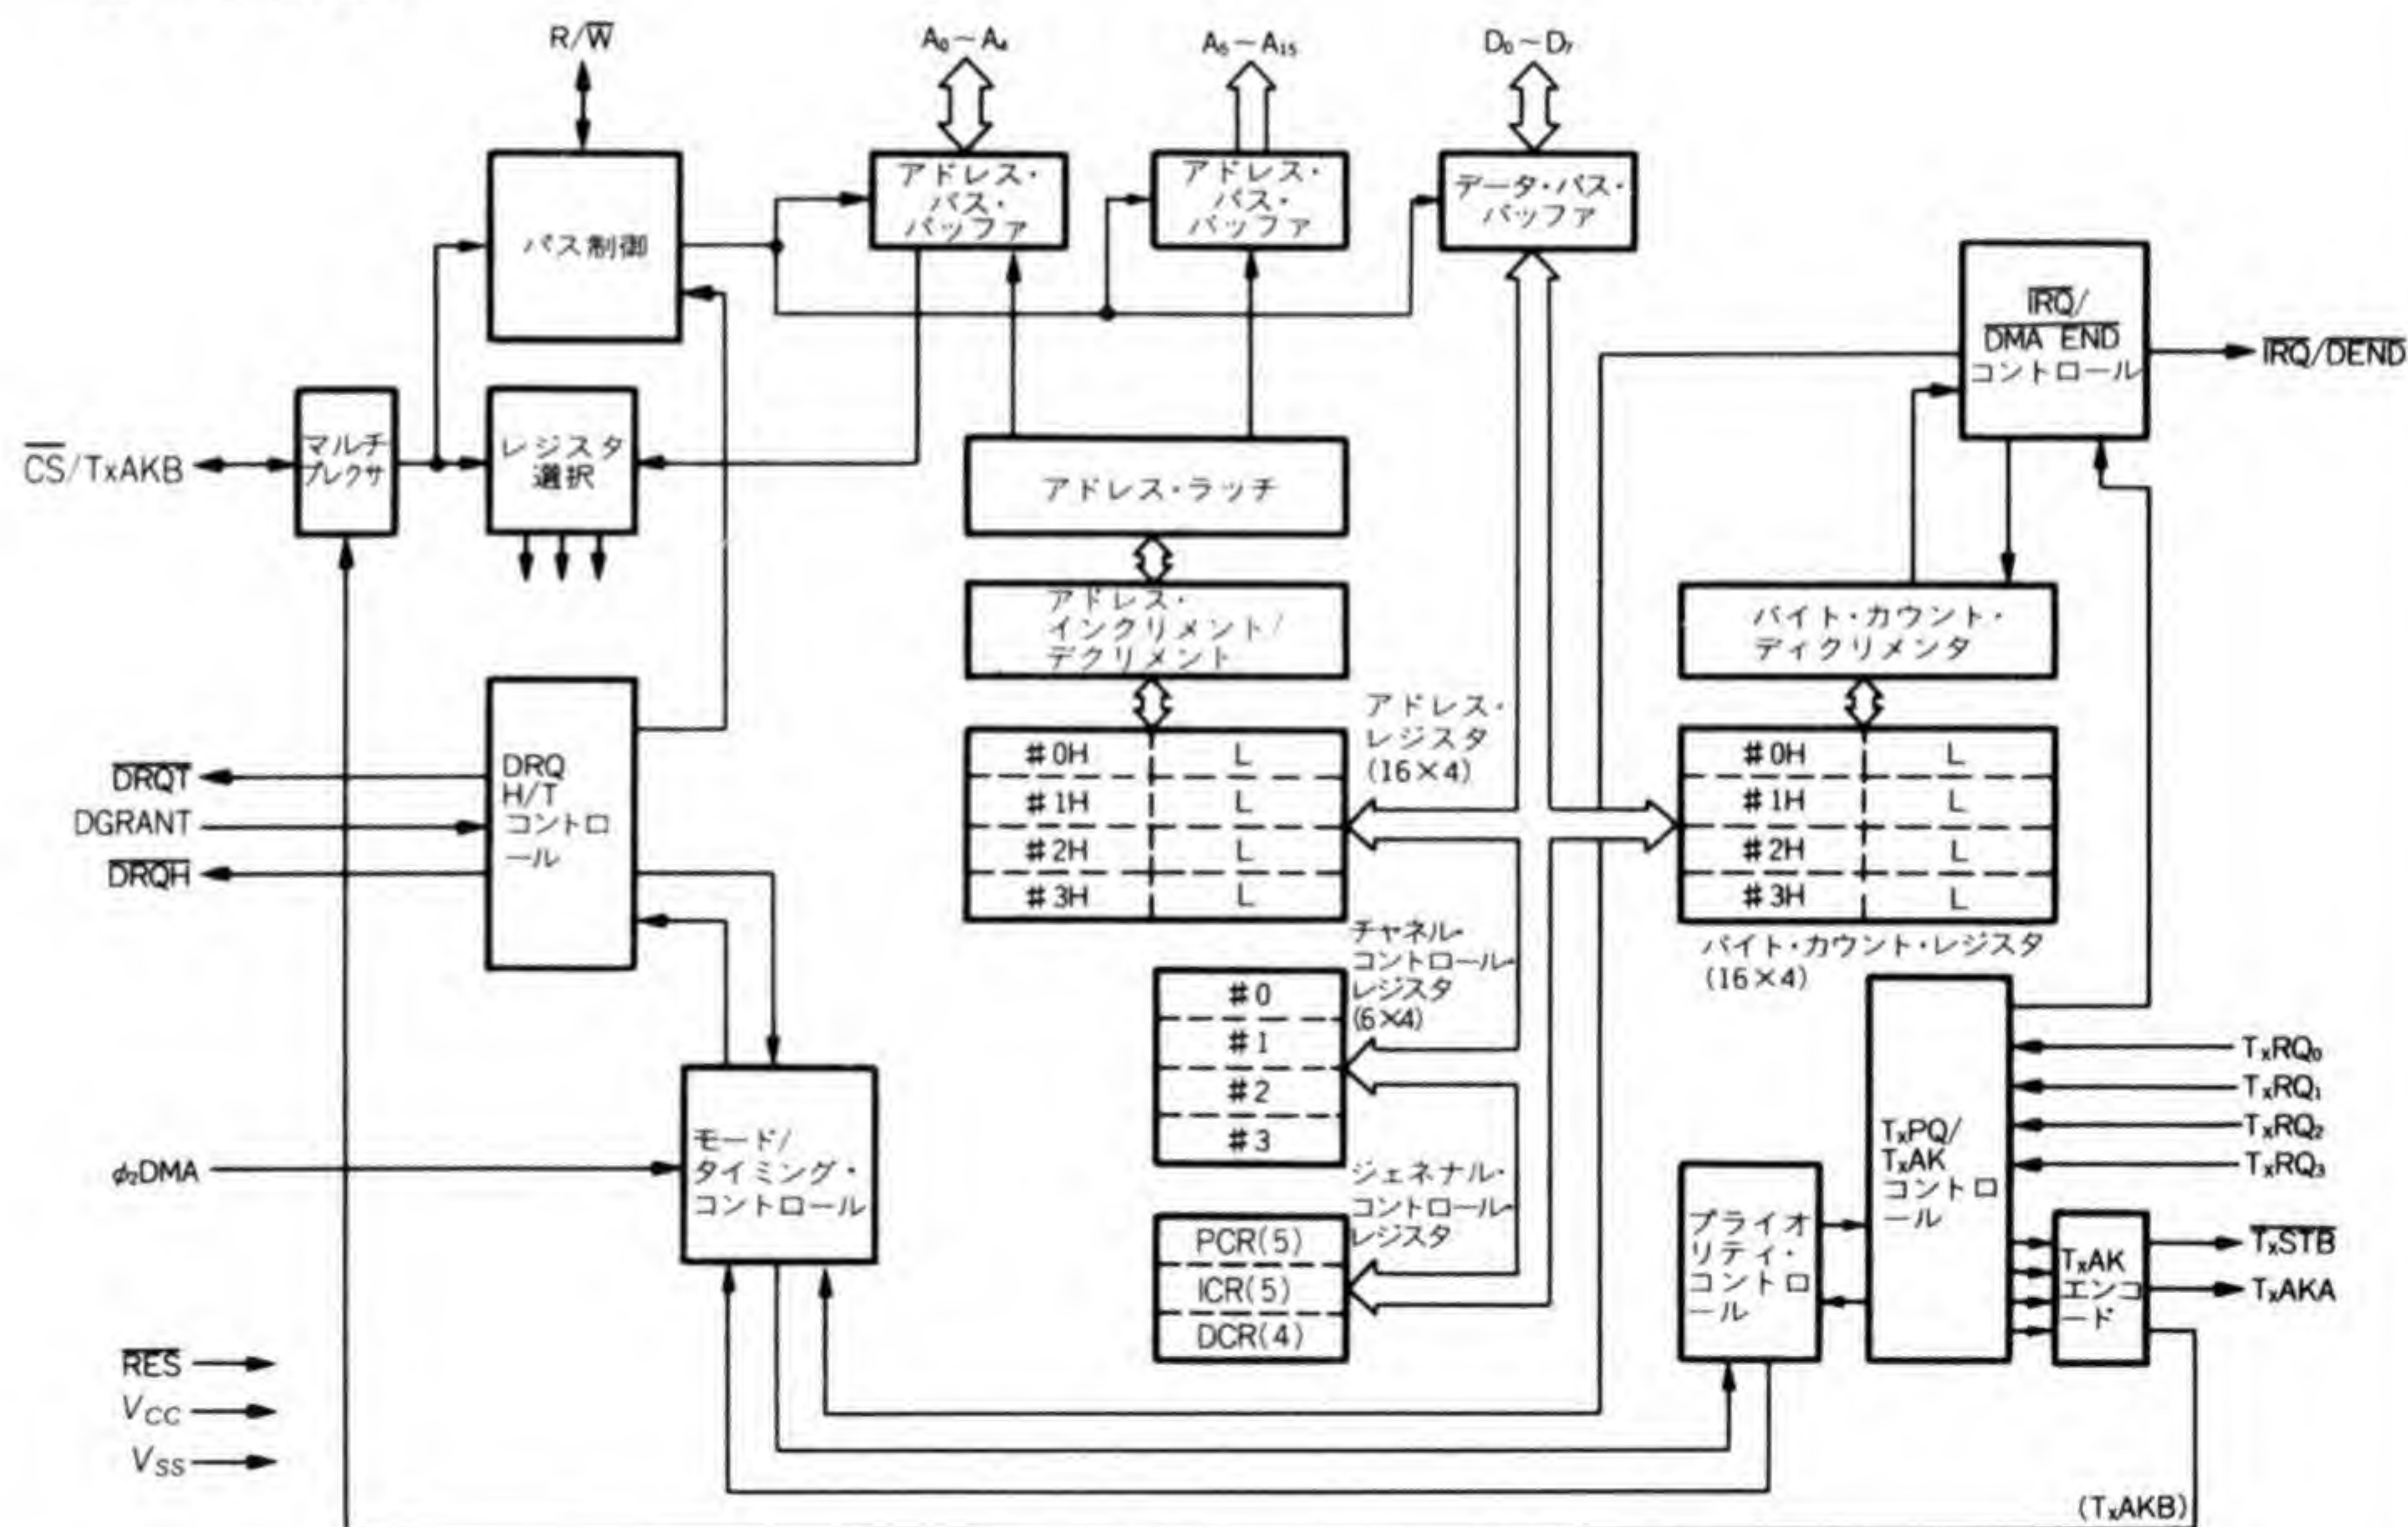 R/W̅
A₀～A₄
A₅～A₁₅
D₀～D₇
バス制御
アドレス・
バス・
バッファ
アドレス・
バス・
バッファ
データ・バス・
バッファ
I̅R̅Q̅/
D̅M̅A̅ E̅N̅D̅
コントロール
I̅R̅Q̅/D̅E̅N̅D̅
C̅S̅/TxAKB
マルチ
プレクサ
レジスタ
選択
アドレス・ラッチ
アドレス・
インクリメント/
デクリメント
バイト・カウント・
ディクリメンタ
アドレス・
レジスタ
(16×4)
#0H L
#1H L
#2H L
#3H L
#0H L
#1H L
#2H L
#3H L
バイト・カウント・レジスタ
(16×4)
D̅R̅Q̅T̅
DGRANT
D̅R̅Q̅H̅
DRQ
H/T
コントロ
ール
チャネル・
コントロール・
レジスタ
(6×4)
#0
#1
#2
#3
φ₂DMA
モード/
タイミング・
コントロール
ジェネナル・
コントロール・
レジスタ
PCR(5)
ICR(5)
DCR(4)
プライオ
リティ・
コントロ
ール
TxPQ/
TxAK
コントロ
ール
TxRQ₀
TxRQ₁
TxRQ₂
TxRQ₃
TxAK
エンコ
ード
T̅x̅S̅T̅B̅
TxAKA
R̅E̅S̅
VCC
VSS
(TxAKB)